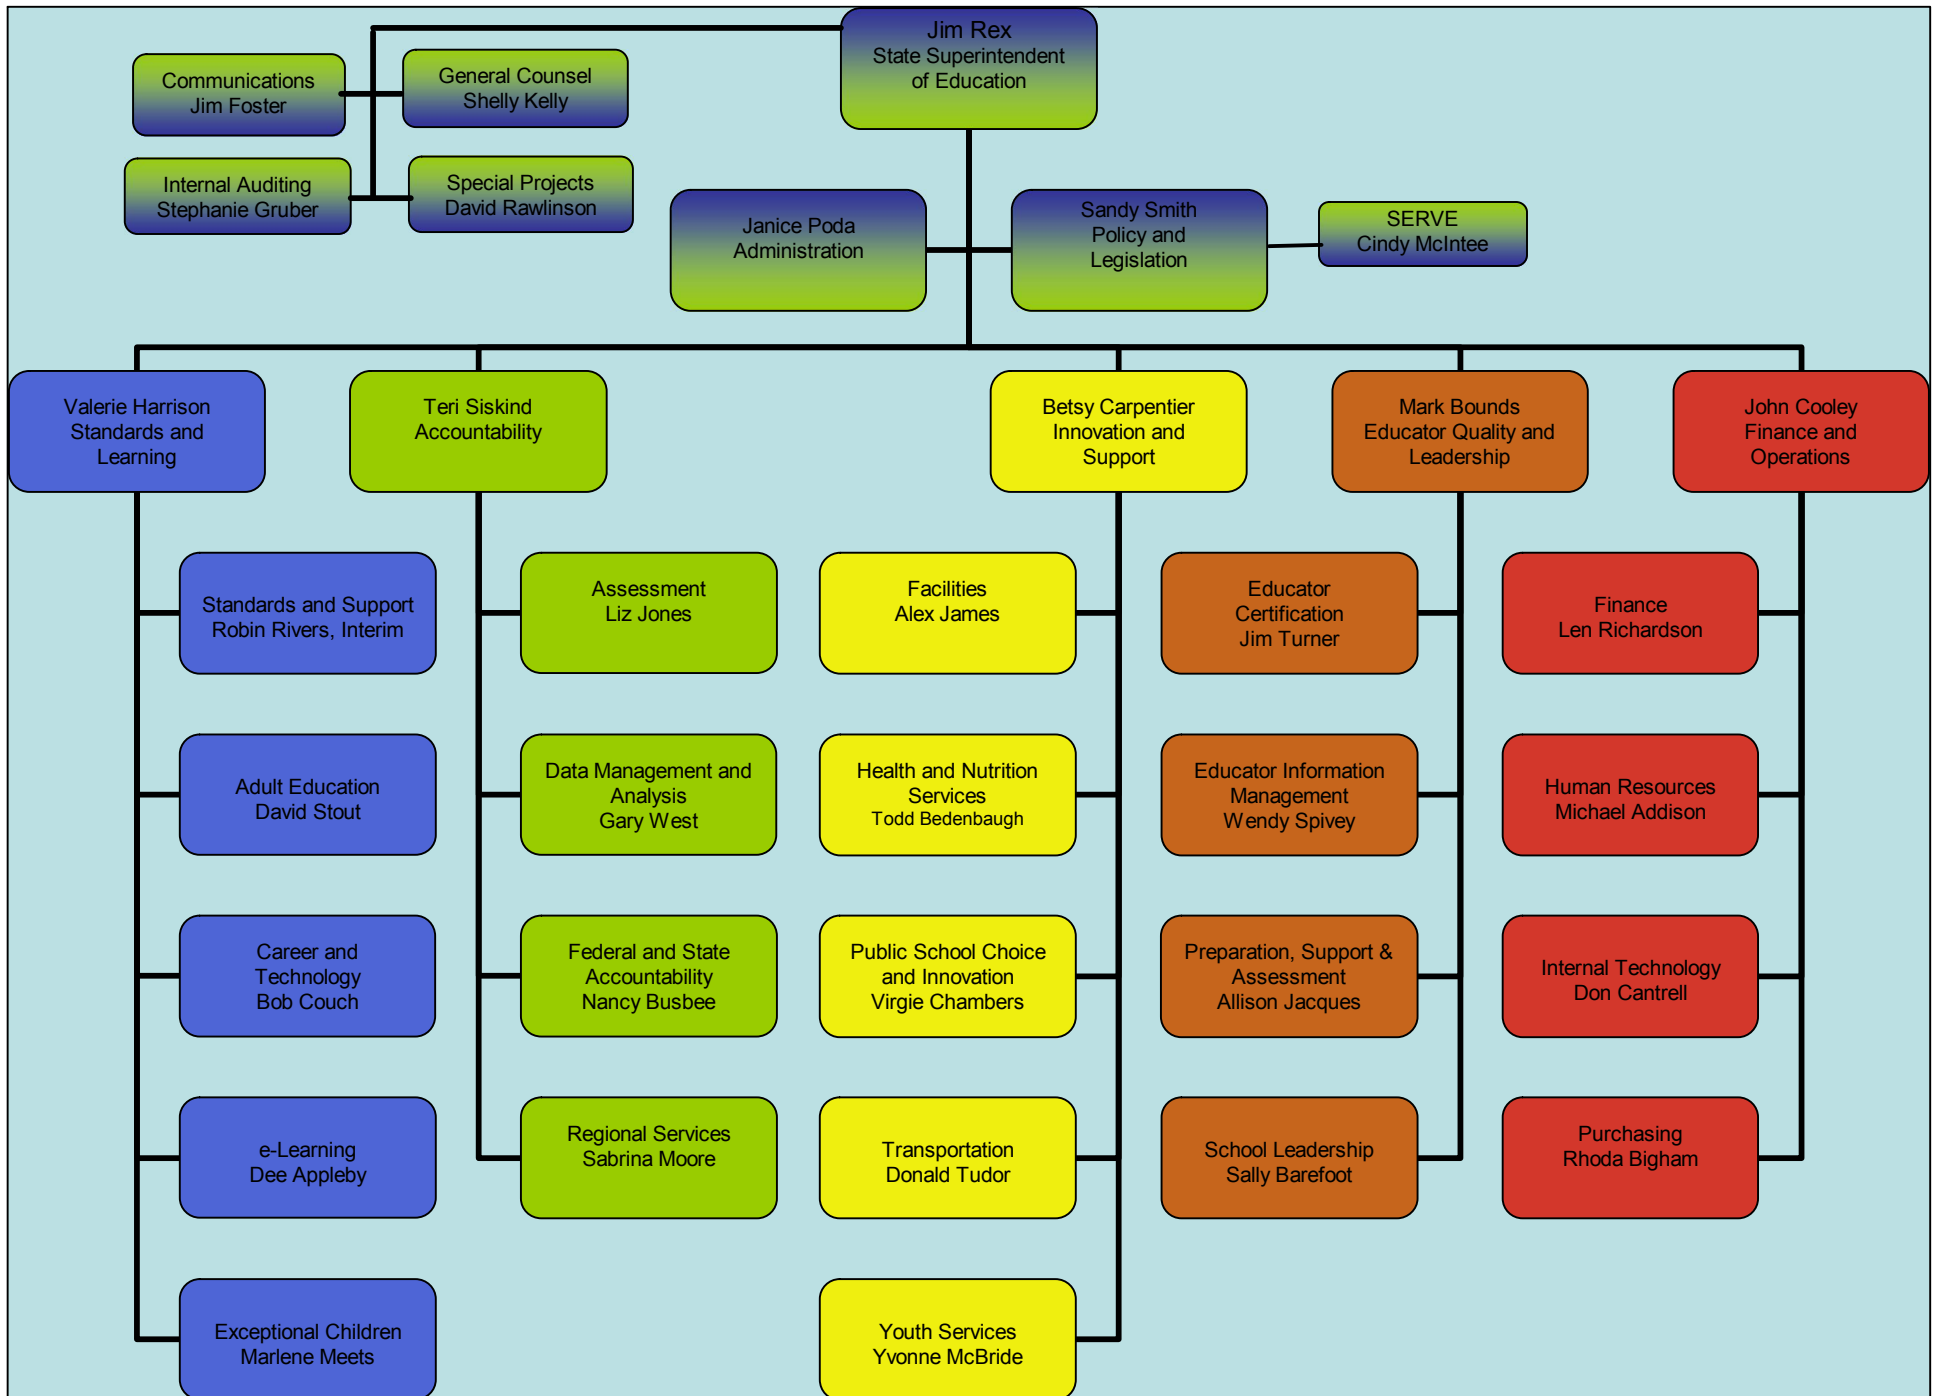 Jim Rex
State Superintendent
of Education
Communications
Jim Foster
General Counsel
Shelly Kelly
Internal Auditing
Stephanie Gruber
Special Projects
David Rawlinson
Janice Poda
Administration
Sandy Smith
Policy and
Legislation
SERVE
Cindy McIntee
Valerie Harrison
Standards and
Learning
Teri Siskind
Accountability
Betsy Carpentier
Innovation and
Support
Mark Bounds
Educator Quality and
Leadership
John Cooley
Finance and
Operations
Standards and Support
Robin Rivers, Interim
Assessment
Liz Jones
Facilities
Alex James
Educator
Certification
Jim Turner
Finance
Len Richardson
Adult Education
David Stout
Data Management and
Analysis
Gary West
Health and Nutrition
Services
Todd Bedenbaugh
Educator Information
Management
Wendy Spivey
Human Resources
Michael Addison
Career and
Technology
Bob Couch
Federal and State
Accountability
Nancy Busbee
Public School Choice
and Innovation
Virgie Chambers
Preparation, Support &
Assessment
Allison Jacques
Internal Technology
Don Cantrell
e-Learning
Dee Appleby
Regional Services
Sabrina Moore
Transportation
Donald Tudor
School Leadership
Sally Barefoot
Purchasing
Rhoda Bigham
Exceptional Children
Marlene Meets
Youth Services
Yvonne McBride